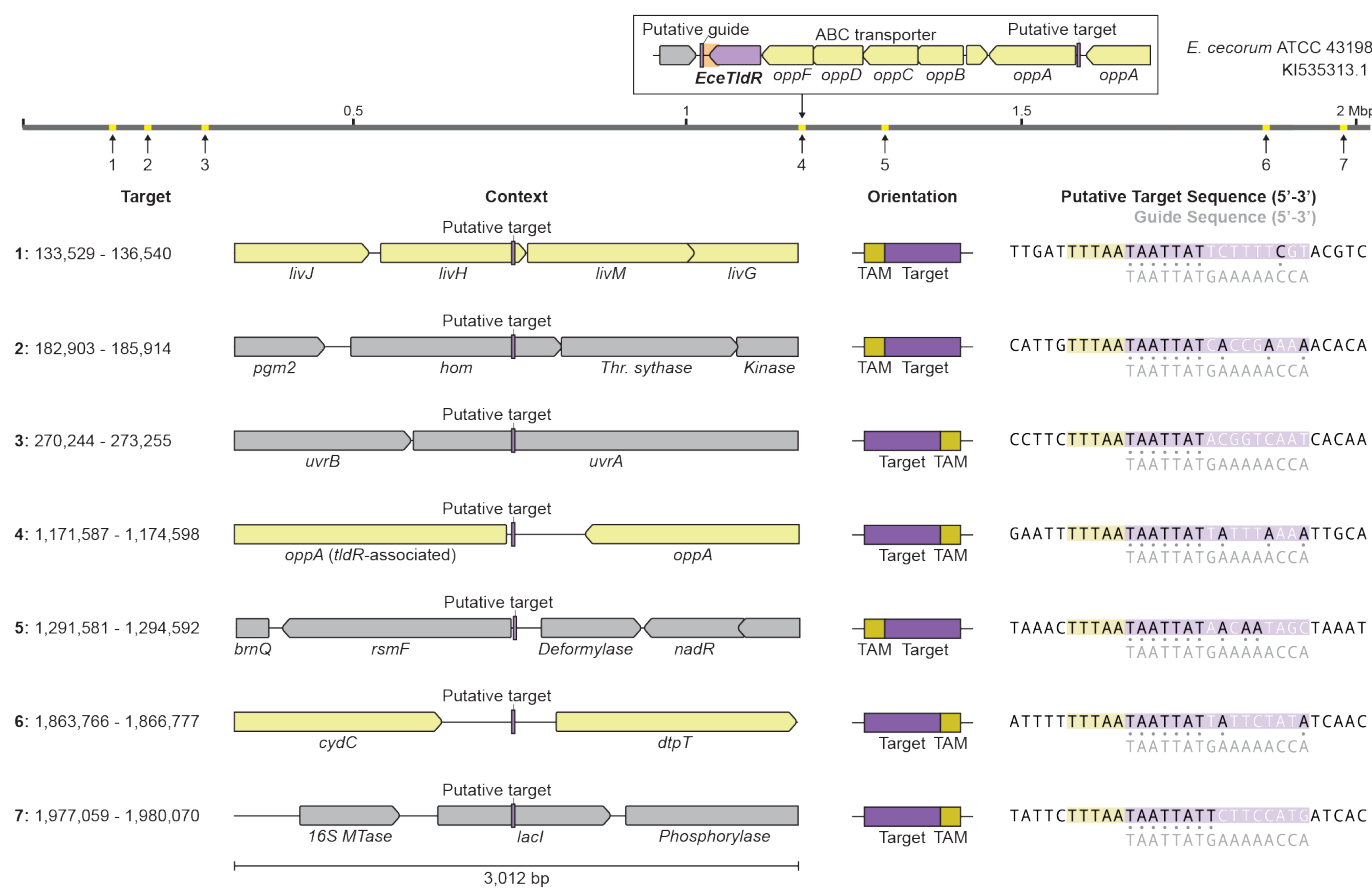 Putative guide
ABC transporter
Putative target
EceTldR
oppF
oppD
oppC
oppB
oppA
oppA
E. cecorum ATCC 43198
KI535313.1
0.5
1
1.5
2 Mbp
1
2
3
4
5
6
7
Target
Context
Orientation
Putative Target Sequence (5’-3’)
Guide Sequence (5’-3’)
Putative target
1: 133,529 - 136,540
livJ
livH
livM
livG
TAM
Target
TTGATTTTAATAATTATTCTTTTCGTACGTC
TAATTATGAAAAACCA
Putative target
2: 182,903 - 185,914
pgm2
hom
Thr. sythase
Kinase
TAM
Target
CATTGTTTAATAATTATCACCGAAAAACACA
TAATTATGAAAAACCA
Putative target
3: 270,244 - 273,255
uvrB
uvrA
Target
TAM
CCTTCTTTAATAATTATACGGTCAATCACAA
TAATTATGAAAAACCA
Putative target
4: 1,171,587 - 1,174,598
oppA (tldR-associated)
oppA
Target
TAM
GAATTTTTAATAATTATTATTTAAAATTGCA
TAATTATGAAAAACCA
Putative target
5: 1,291,581 - 1,294,592
brnQ
rsmF
Deformylase
nadR
TAM
Target
TAAACTTTAATAATTATAACAATAGCTAAAT
TAATTATGAAAAACCA
Putative target
6: 1,863,766 - 1,866,777
cydC
dtpT
Target
TAM
ATTTTTTTAATAATTATTATTCTATATCAAC
TAATTATGAAAAACCA
Putative target
7: 1,977,059 - 1,980,070
16S MTase
lacI
Phosphorylase
Target
TAM
TATTCTTTAATAATTATTCTTCCATGATCAC
TAATTATGAAAAACCA
3,012 bp